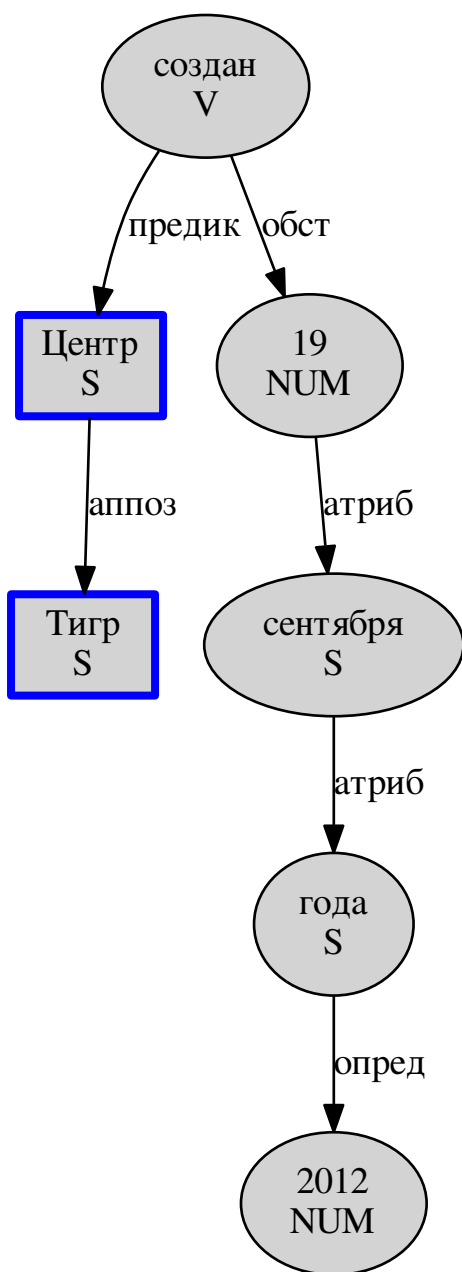 создан
V
предик
обст
Центр
S
19
NUM
аппоз
атриб
Тигр
S
сентября
S
атриб
года
S
опред
2012
NUM